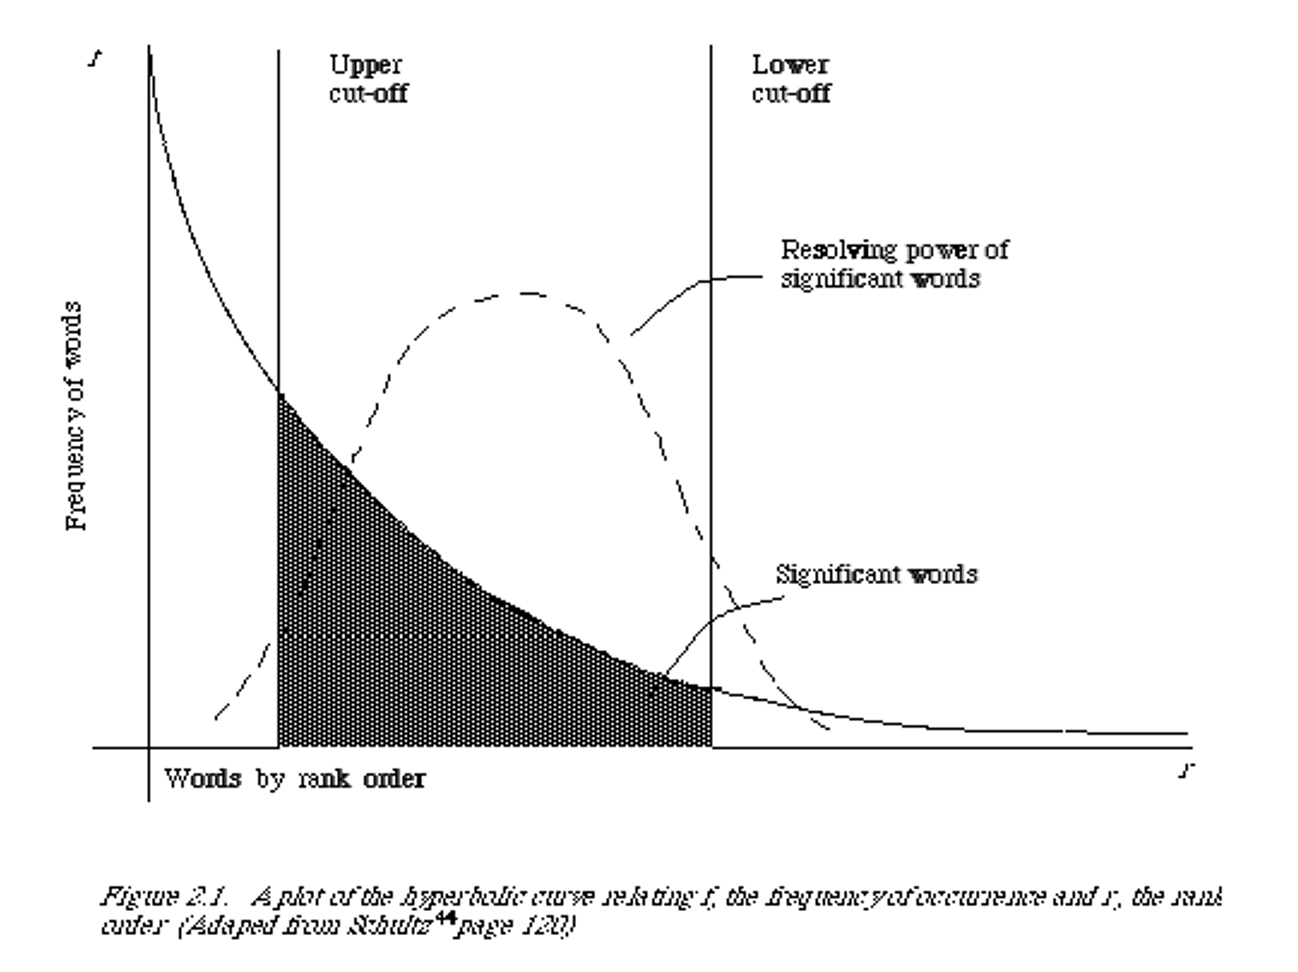 f
Upper
cut-off
Lower
cut-off
Resolving power of
significant words
Frequency of words
Significant words
Words by rank order
r
Figure 2.1. A plot of the hyperbolic curve relating f, the frequency of occurrence and r, the rank
order (Adaped from Schultz 44 page 120)